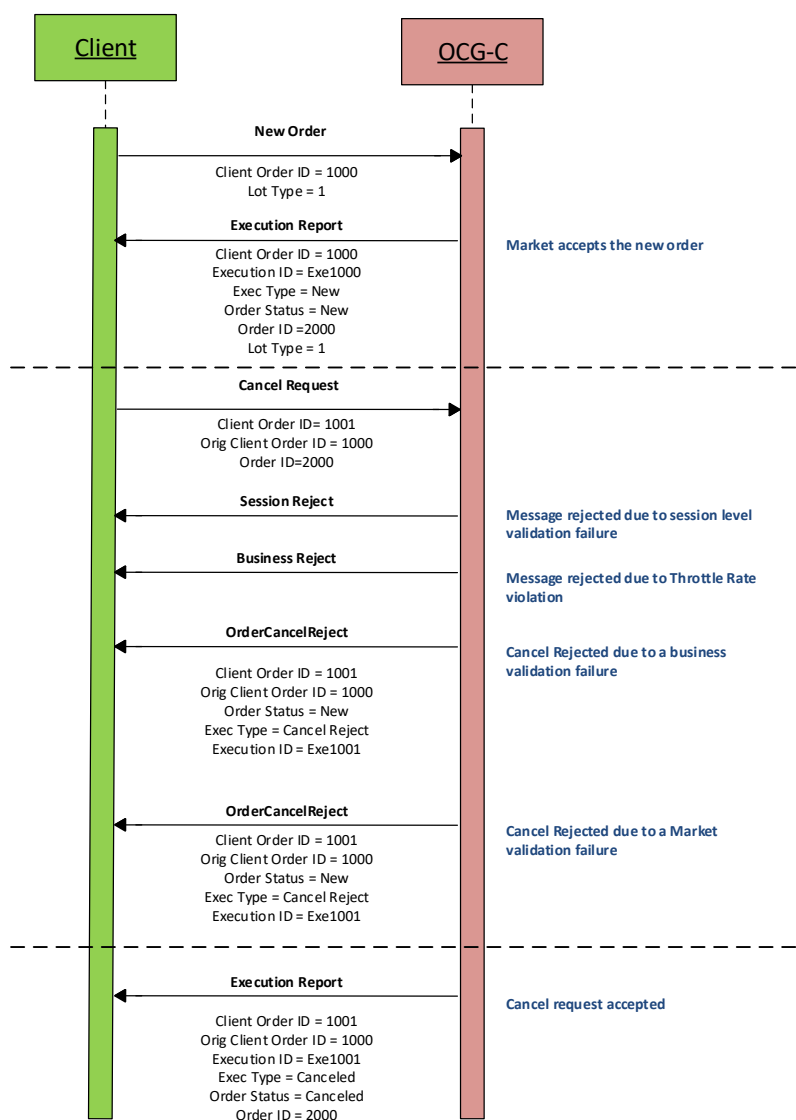 Client
OCG-C
New Order
Client Order ID = 1000
Lot Type = 1
Execution Report
Market accepts the new order
Client Order ID = 1000
Execution ID = Exe1000
Exec Type = New
Order Status = New
Order ID =2000
Lot Type = 1
Cancel Request
Client Order ID= 1001
Orig Client Order ID = 1000
Order ID=2000
Session Reject
Message rejected due to session level
validation failure
Business Reject
Message rejected due to Throttle Rate
violation
OrderCancelReject
Cancel Rejected due to a business
validation failure
Client Order ID = 1001
Orig Client Order ID = 1000
Order Status = New
Exec Type = Cancel Reject
Execution ID = Exe1001
OrderCancelReject
Cancel Rejected due to a Market
validation failure
Client Order ID = 1001
Orig Client Order ID = 1000
Order Status = New
Exec Type = Cancel Reject
Execution ID = Exe1001
Execution Report
Cancel request accepted
Client Order ID = 1001
Orig Client Order ID = 1000
Execution ID = Exe1001
Exec Type = Canceled
Order Status = Canceled
Order ID = 2000